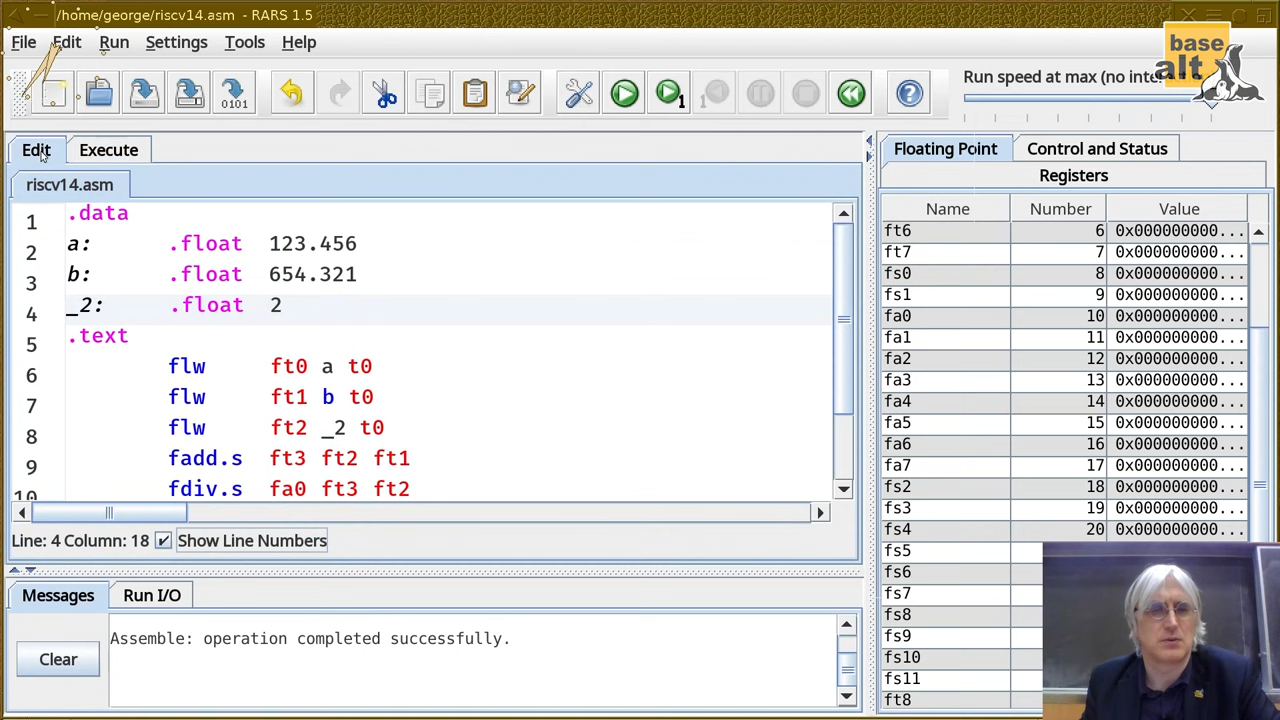 /home/george/riscv14.asm - RARS 1.5
File Edit Run Settings Tools Help
base
alt
Run speed at max (no inte
0101
1
Edit Execute
riscv14.asm
1 .data
2 a: .float 123.456
3 b: .float 654.321
4 _2: .float 2
5 .text
6 flw ft0 a t0
7 flw ft1 b t0
8 flw ft2 _2 t0
9 fadd.s ft3 ft2 ft1
10 fdiv.s fa0 ft3 ft2
Line: 4 Column: 18 Show Line Numbers
Messages Run I/O
Assemble: operation completed successfully.
Clear
Floating Point Control and Status
Registers
Name Number Value
ft6 6 0x000000000...
ft7 7 0x000000000...
fs0 8 0x000000000...
fs1 9 0x000000000...
fa0 10 0x000000000...
fa1 11 0x000000000...
fa2 12 0x000000000...
fa3 13 0x000000000...
fa4 14 0x000000000...
fa5 15 0x000000000...
fa6 16 0x000000000...
fa7 17 0x000000000...
fs2 18 0x000000000...
fs3 19 0x000000000...
fs4 20 0x000000000...
fs5
fs6
fs7
fs8
fs9
fs10
fs11
ft8